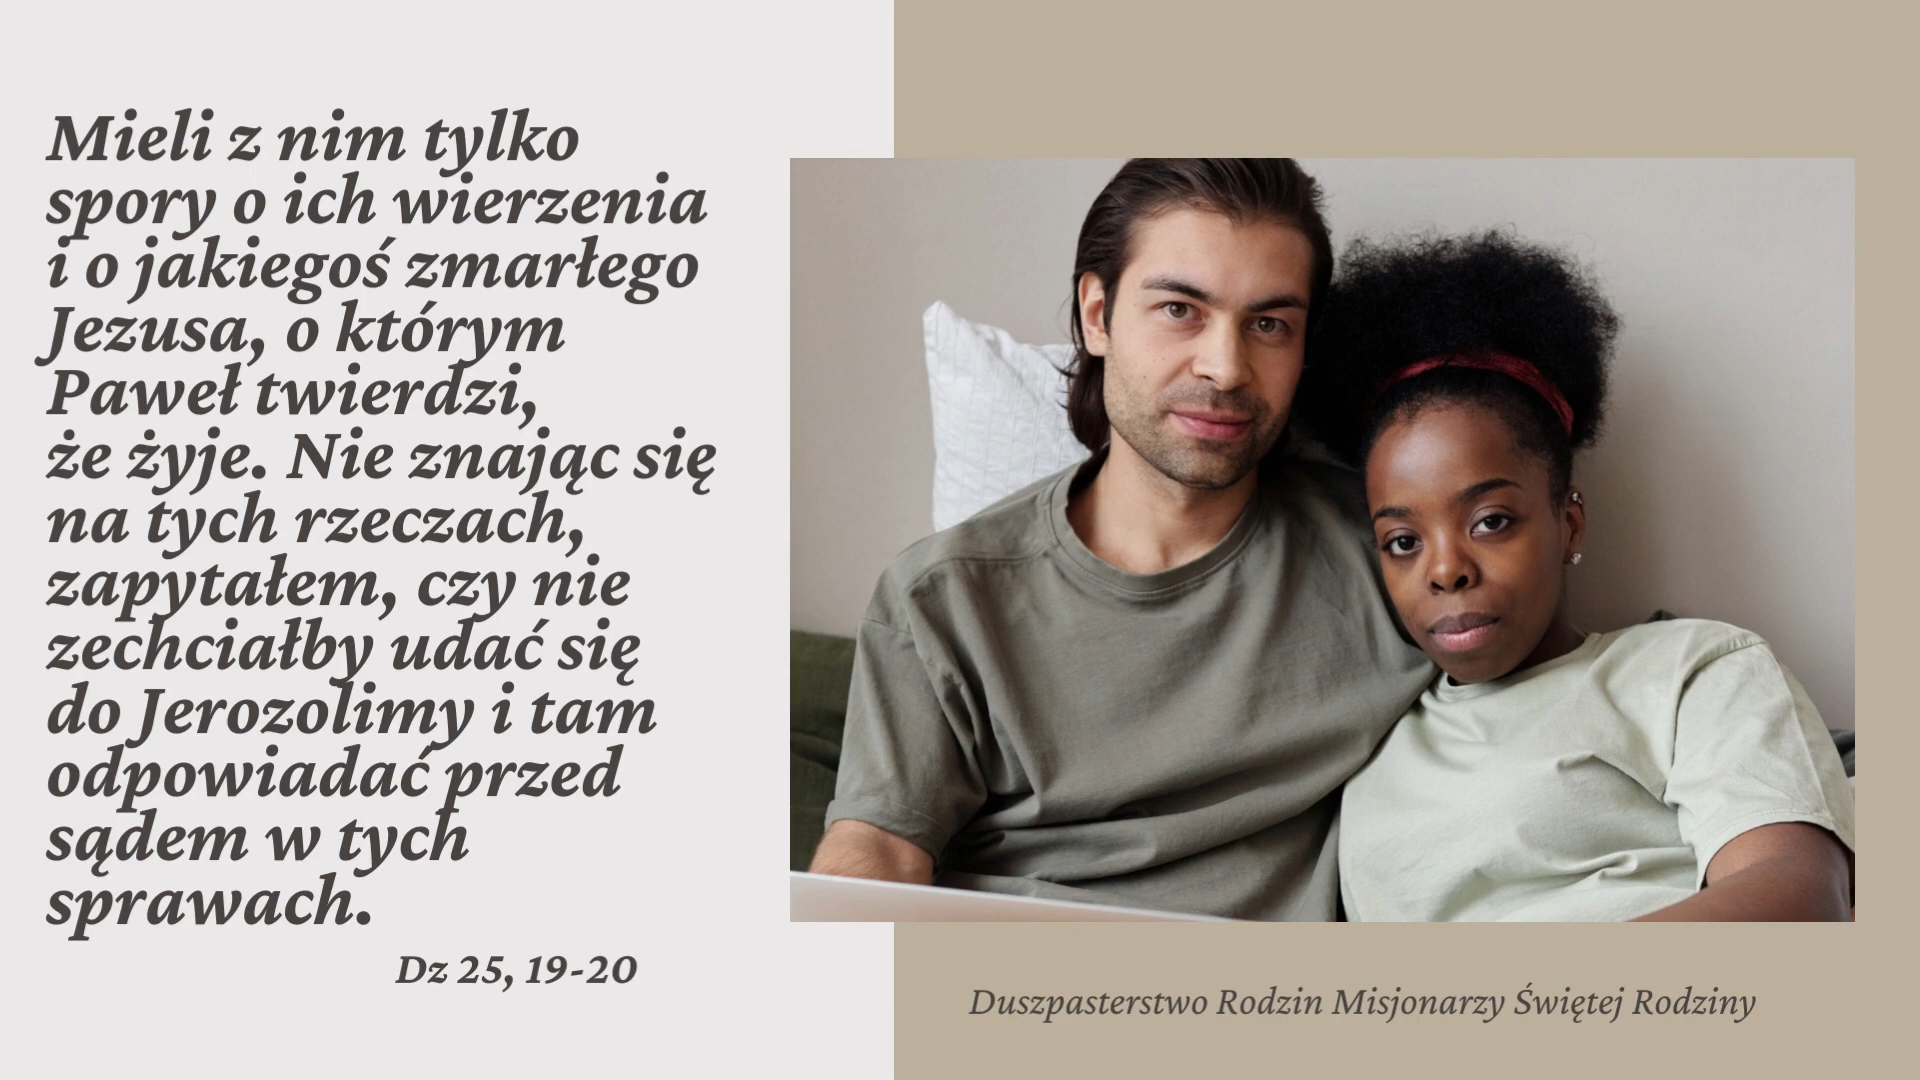 Mieli z nim tylko
spory o ich wierzenia
i o jakiegoś zmarłego
Jezusa, o którym
Paweł twierdzi,
że żyje. Nie znając się
na tych rzeczach,
zapytałem, czy nie
zechciałby udać się
do Jerozolimy i tam
odpowiadać przed
sądem w tych
sprawach.
Dz 25, 19-20
Duszpasterstwo Rodzin Misjonarzy Świętej Rodziny